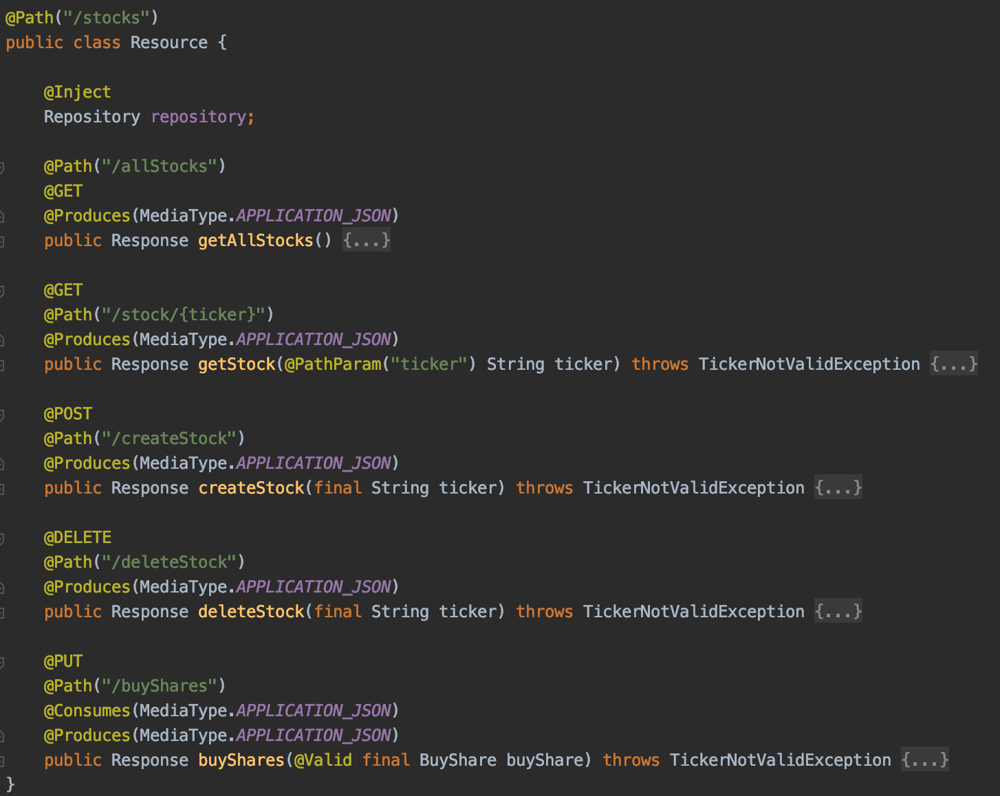 @Path("/stocks")
public class Resource {
@Inject
Repository repository;
@Path("/allStocks")
@GET
@Produces(MediaType.APPLICATION_JSON)
public Response getAllStocks() {...}
@GET
@Path("/stock/{ticker}")
@Produces(MediaType.APPLICATION_JSON)
public Response getStock(@PathParam("ticker") String ticker) throws TickerNotValidException {...}
@POST
@Path("/createStock")
@Produces(MediaType.APPLICATION_JSON)
public Response createStock(final String ticker) throws TickerNotValidException {...}
@DELETE
@Path("/deleteStock")
@Produces(MediaType.APPLICATION_JSON)
public Response deleteStock(final String ticker) throws TickerNotValidException {...}
@PUT
@Path("/buyShares")
@Consumes(MediaType.APPLICATION_JSON)
@Produces(MediaType.APPLICATION_JSON)
public Response buyShares(@Valid final BuyShare buyShare) throws TickerNotValidException {...}
}